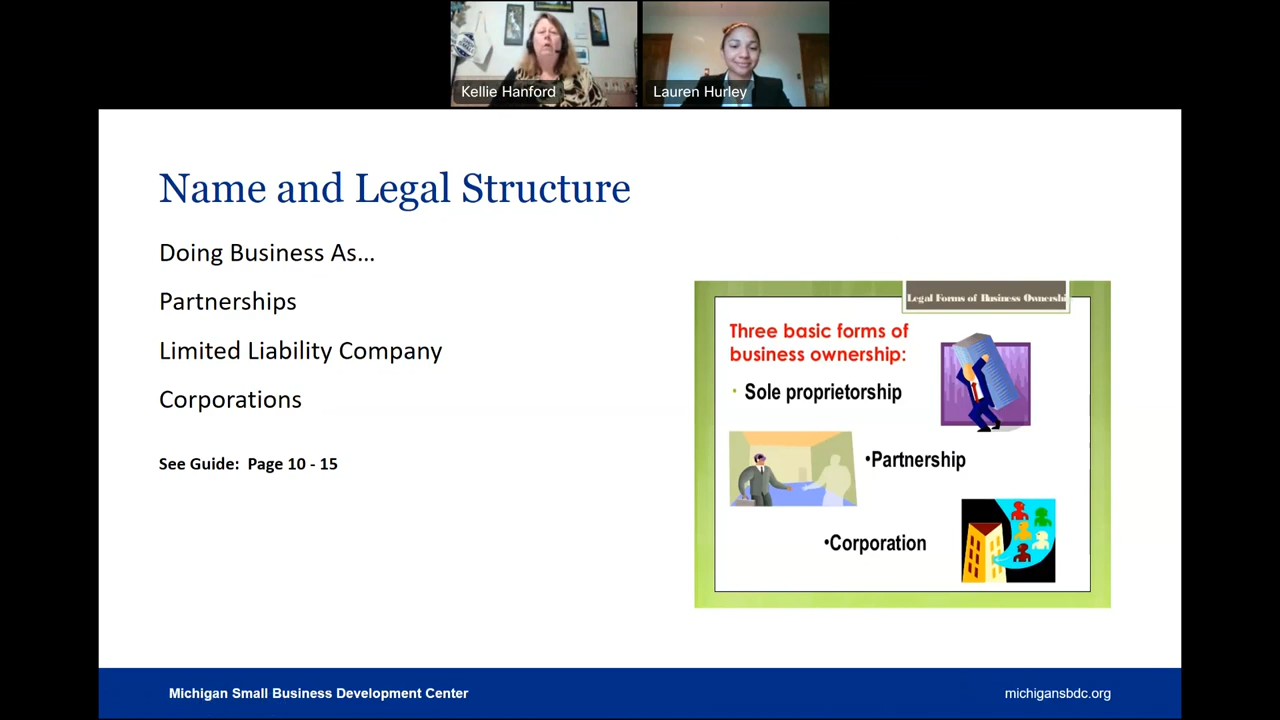 Kellie Hanford
Lauren Hurley
Name and Legal Structure
Doing Business As...
Partnerships
Limited Liability Company
Corporations
See Guide: Page 10 - 15
Legal Forms of Business Ownershi
Three basic forms of
business ownership:
• Sole proprietorship
•Partnership
•Corporation
Michigan Small Business Development Center
michigansbdc.org